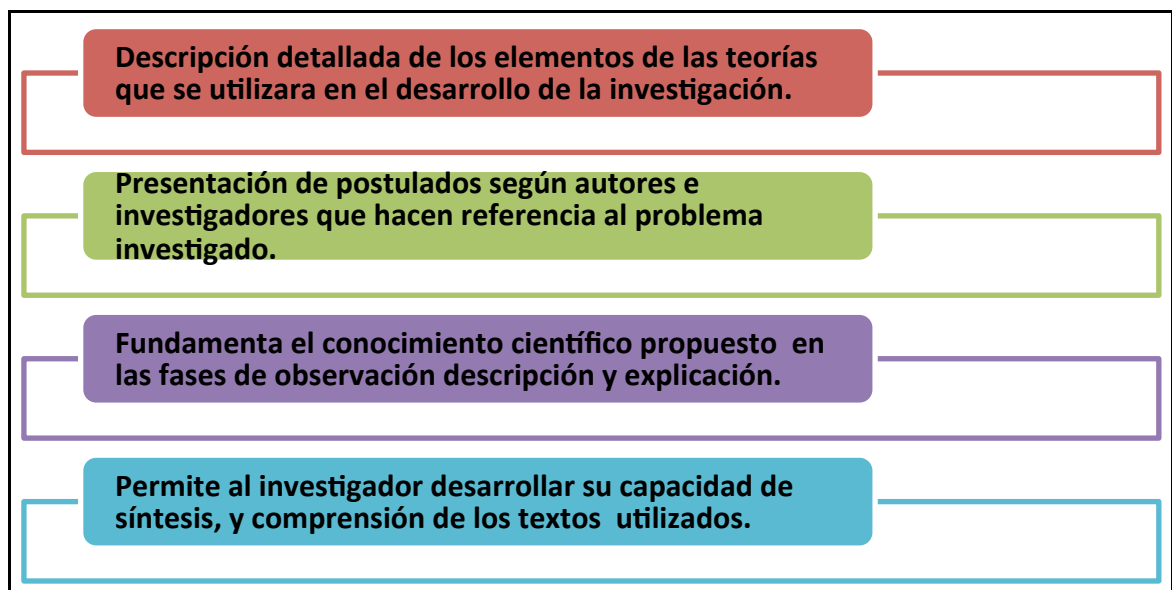 Descripción detallada de los elementos de las teorías
que se utilizara en el desarrollo de la investigación.
Presentación de postulados según autores e
investigadores que hacen referencia al problema
investigado.
Fundamenta el conocimiento científico propuesto en
las fases de observación descripción y explicación.
Permite al investigador desarrollar su capacidad de
síntesis, y comprensión de los textos utilizados.